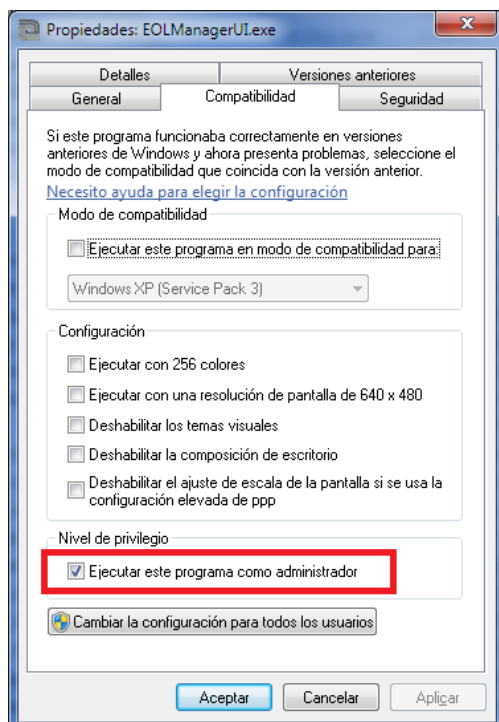 Propiedades: EOLManagerUI.exe
Detalles
Versiones anteriores
General
Compatibilidad
Seguridad
Si este programa funcionaba correctamente en versiones
anteriores de Windows y ahora presenta problemas, seleccione el
modo de compatibilidad que coincida con la versión anterior.
Necesito ayuda para elegir la configuración
Modo de compatibilidad
Ejecutar este programa en modo de compatibilidad para:
Windows XP (Service Pack 3)
Configuración
Ejecutar con 256 colores
Ejecutar con una resolución de pantalla de 640 x 480
Deshabilitar los temas visuales
Deshabilitar la composición de escritorio
Deshabilitar el ajuste de escala de la pantalla si se usa la
configuración elevada de ppp
Nivel de privilegio
Ejecutar este programa como administrador
Cambiar la configuración para todos los usuarios
Aceptar
Cancelar
Aplicar